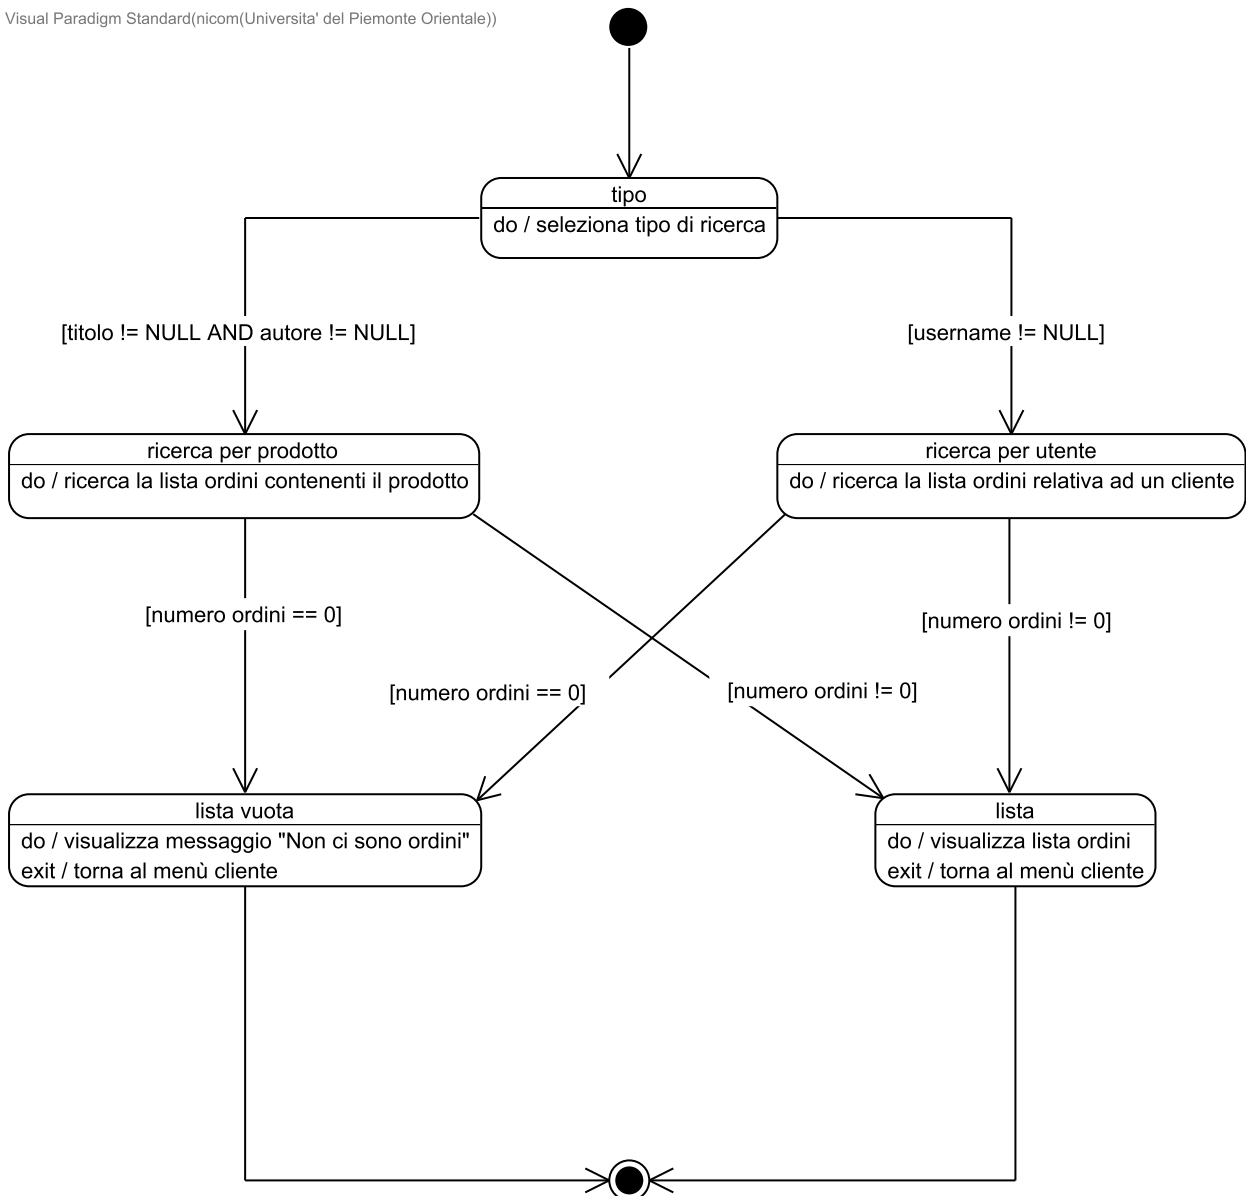 Visual Paradigm Standard(nicom(Universita' del Piemonte Orientale))
tipo
do / seleziona tipo di ricerca
[titolo != NULL AND autore != NULL]
[username != NULL]
ricerca per prodotto
do / ricerca la lista ordini contenenti il prodotto
ricerca per utente
do / ricerca la lista ordini relativa ad un cliente
[numero ordini == 0]
[numero ordini != 0]
[numero ordini == 0]
[numero ordini != 0]
lista vuota
do / visualizza messaggio "Non ci sono ordini"
exit / torna al menù cliente
lista
do / visualizza lista ordini
exit / torna al menù cliente